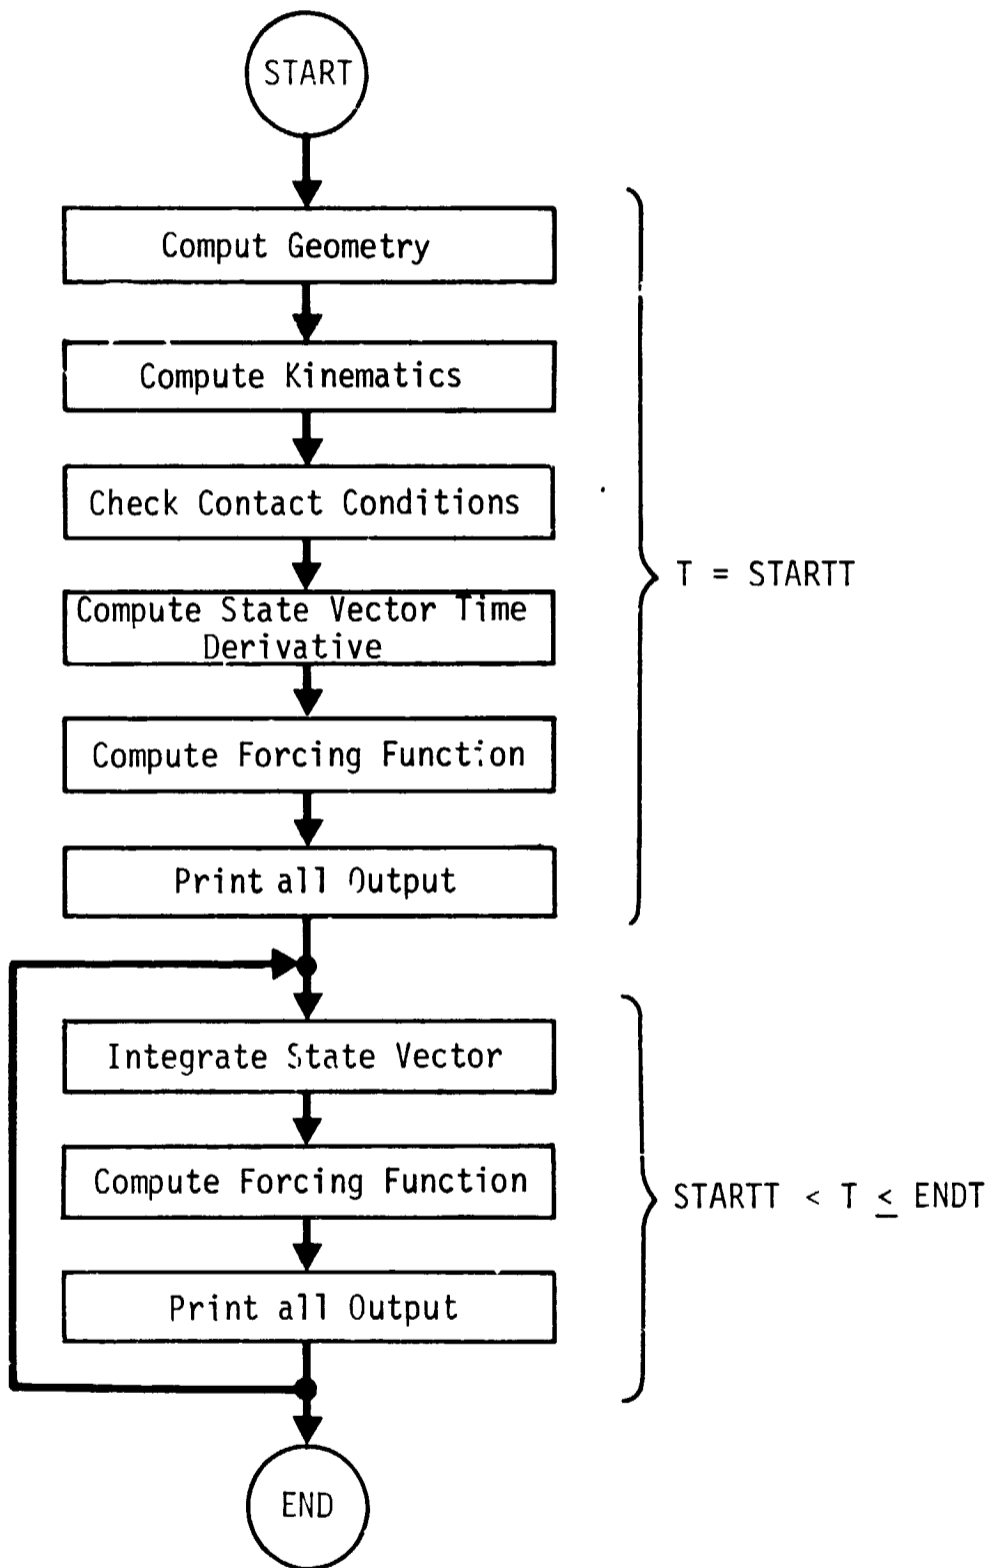 START
Comput Geometry
Compute Kinematics
Check Contact Conditions
Compute State Vector Time
Derivative
T = STARTT
Compute Forcing Function
Print all Output
Integrate State Vector
Compute Forcing Function
STARTT < T ≤ ENDT
Print all Output
END